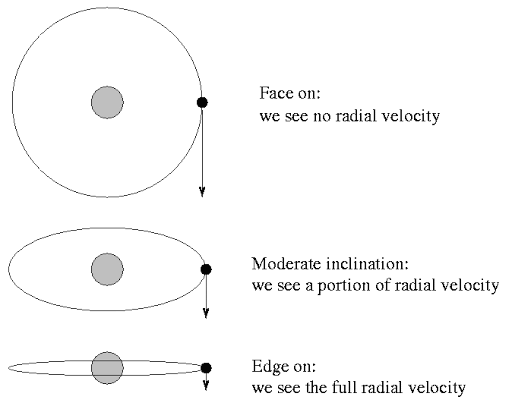 Face on:
we see no radial velocity
Moderate inclination:
we see a portion of radial velocity
Edge on:
we see the full radial velocity